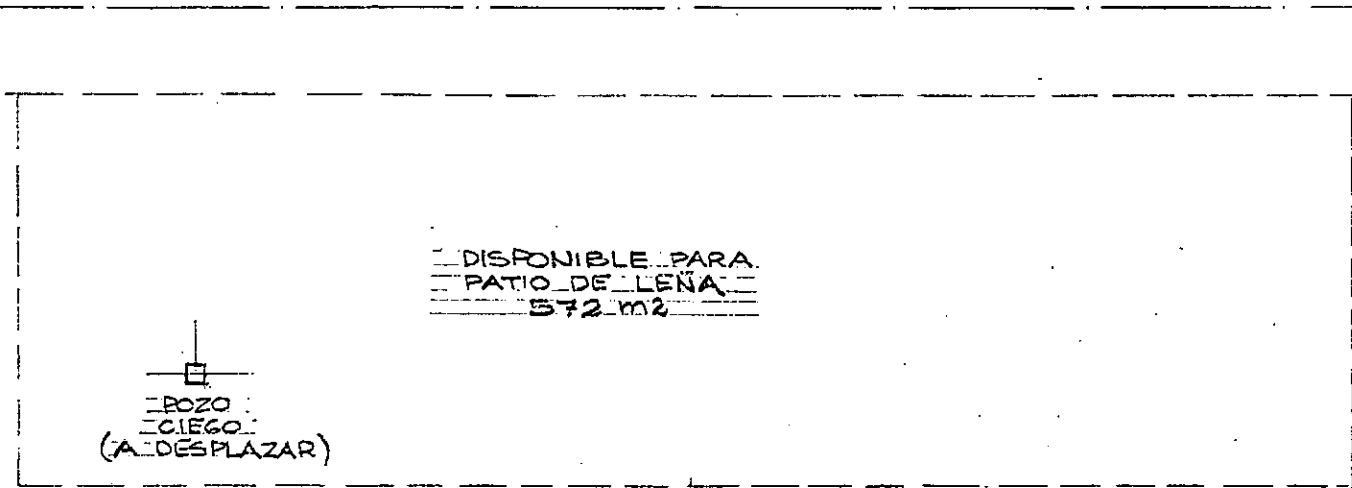 DISPONIBLE PARA
PATIO DE LEÑA
572 m2
POZO
CIEGO
(A DESPLAZAR)